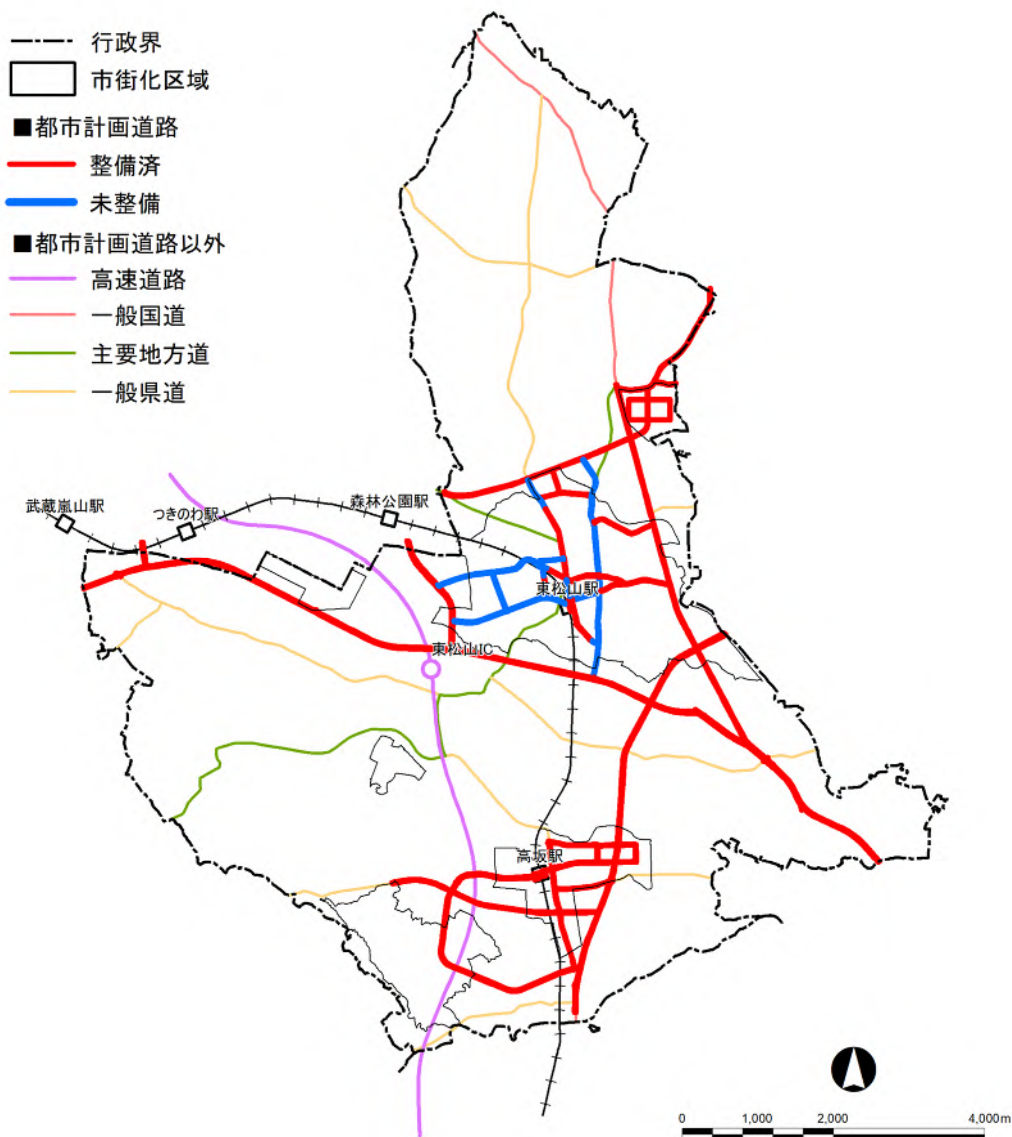 行政界
市街化区域
■都市計画道路
整備済
未整備
■都市計画道路以外
高速道路
一般国道
主要地方道
一般県道
武蔵嵐山駅
つきのわ駅
森林公園駅
東松山駅
東松山IC
高坂駅
0 1,000 2,000 4,000m